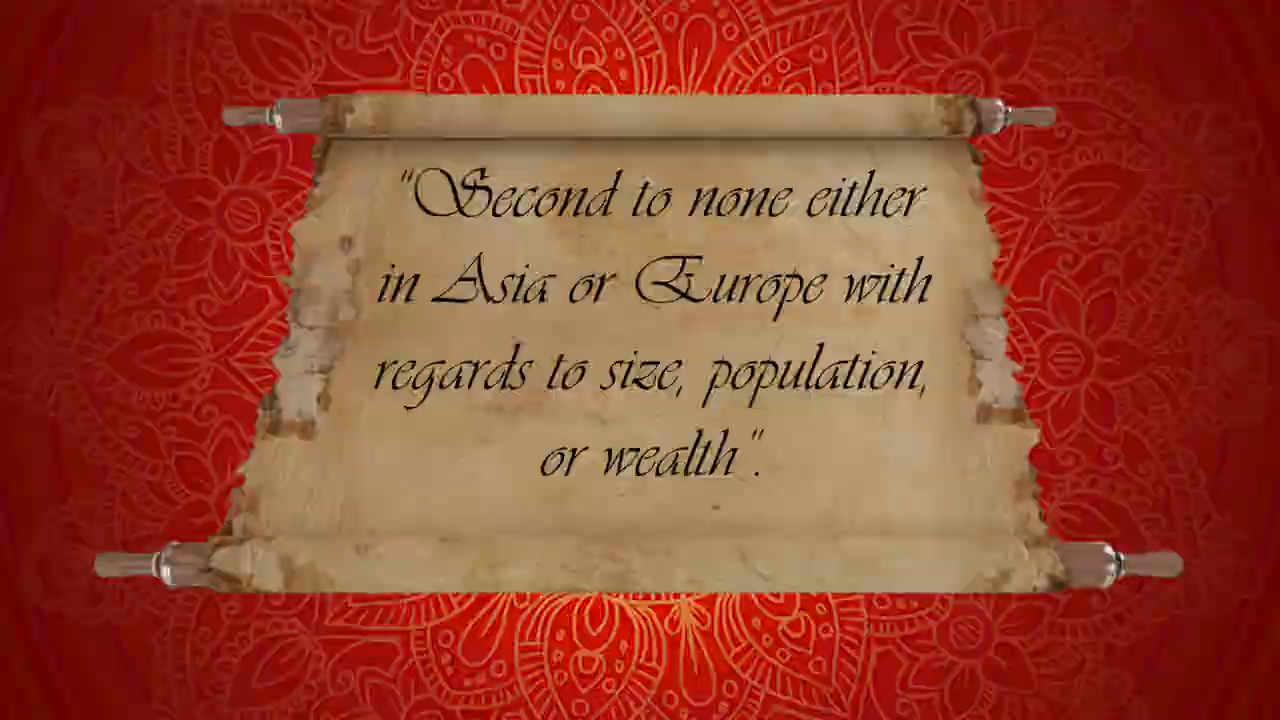 "Second to none either
in Asia or Europe with
regards to size, population,
or wealth".